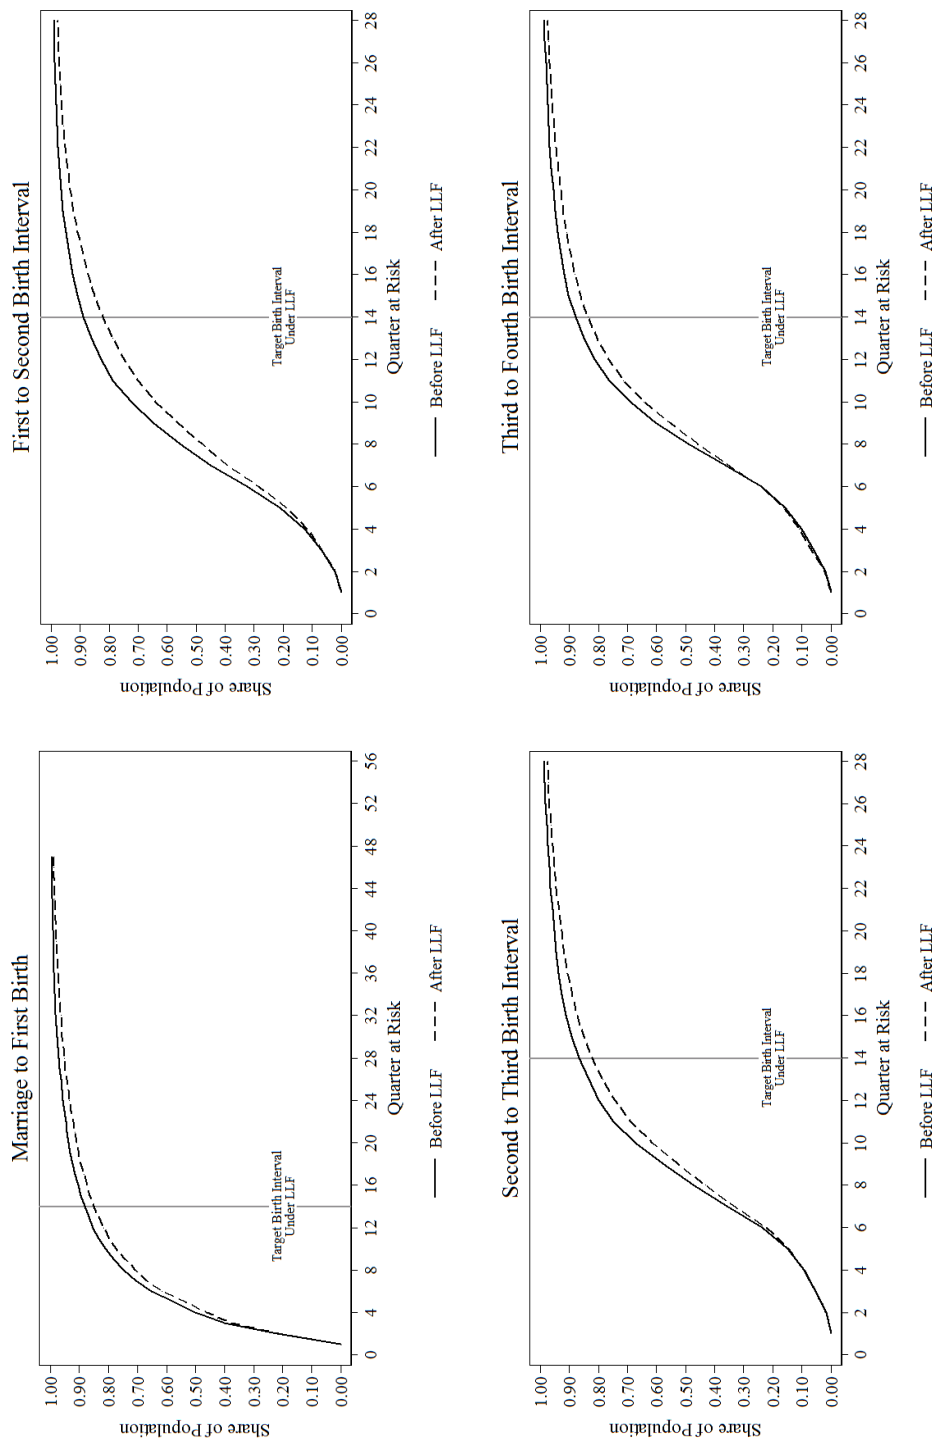 Marriage to First Birth
Share of Population
1.00
0.90
0.80
0.70
0.60
0.50
0.40
0.30
0.20
0.10
0.00
Target Birth Interval
Under LLF
0 4 8 12 16 20 24 28 32 36 40 44 48 52 56
Quarter at Risk
Before LLF After LLF
First to Second Birth Interval
Share of Population
1.00
0.90
0.80
0.70
0.60
0.50
0.40
0.30
0.20
0.10
0.00
Target Birth Interval
Under LLF
0 2 4 6 8 10 12 14 16 18 20 22 24 26 28
Quarter at Risk
Before LLF After LLF
Second to Third Birth Interval
Share of Population
1.00
0.90
0.80
0.70
0.60
0.50
0.40
0.30
0.20
0.10
0.00
Target Birth Interval
Under LLF
0 2 4 6 8 10 12 14 16 18 20 22 24 26 28
Quarter at Risk
Before LLF After LLF
Third to Fourth Birth Interval
Share of Population
1.00
0.90
0.80
0.70
0.60
0.50
0.40
0.30
0.20
0.10
0.00
Target Birth Interval
Under LLF
0 2 4 6 8 10 12 14 16 18 20 22 24 26 28
Quarter at Risk
Before LLF After LLF